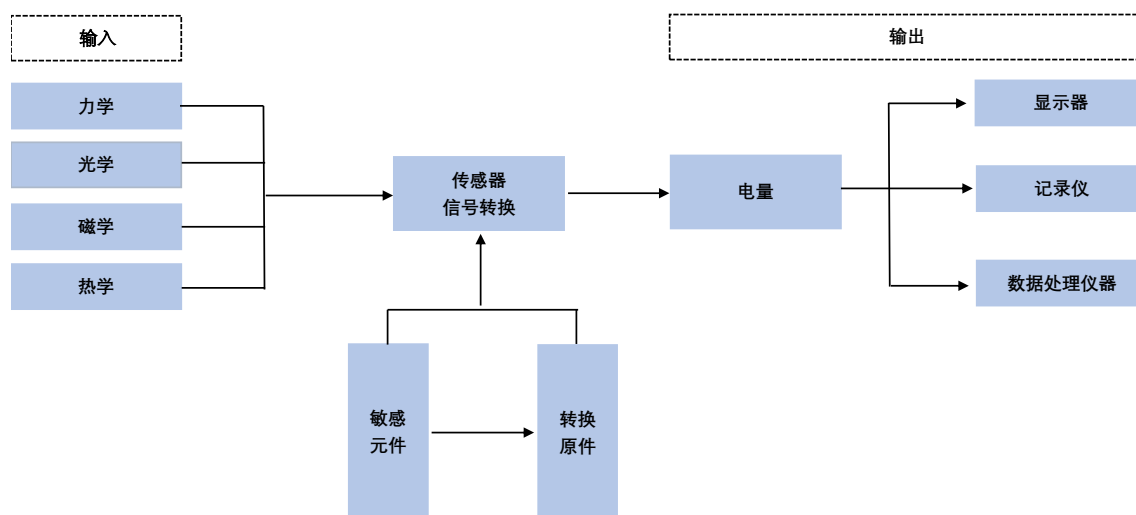 输入
输出
力学
光学
磁学
热学
传感器
信号转换
电量
显示器
记录仪
数据处理仪器
敏感
元件
转换
原件